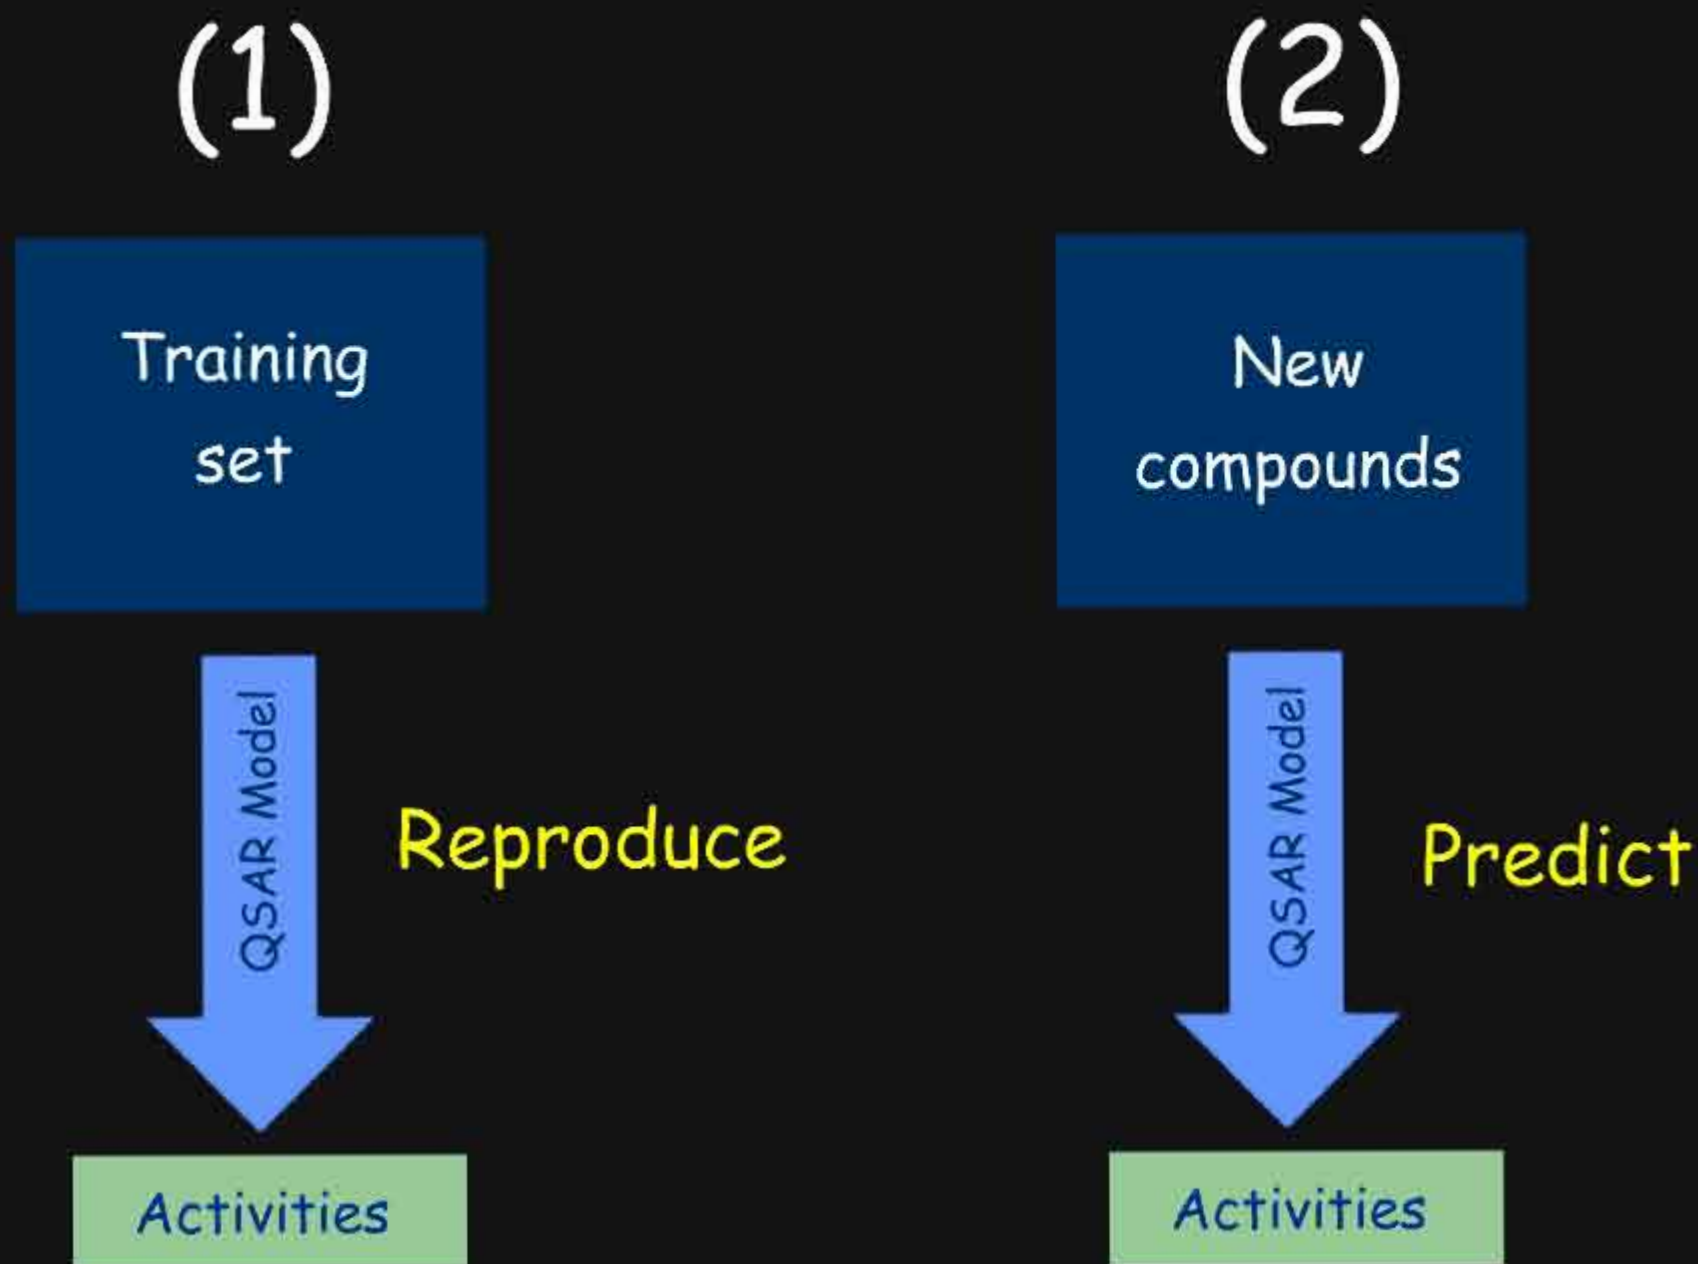 (1)
Training
set
QSAR Model
Reproduce
Activities
(2)
New
compounds
QSAR Model
Predict
Activities